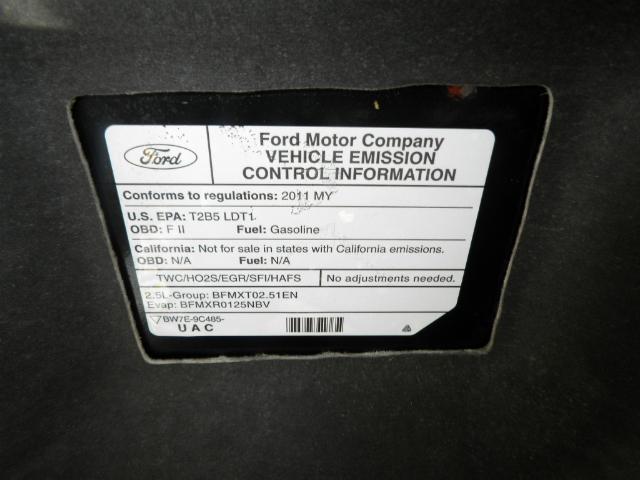 Ford
Ford Motor Company
VEHICLE EMISSION
CONTROL INFORMATION
Conforms to regulations: 2011 MY
U.S. EPA: T2B5 LDT1
OBD: F II Fuel: Gasoline
California: Not for sale in states with California emissions.
OBD: N/A Fuel: N/A
TWC/HO2S/EGR/SFI/HAFS No adjustments needed.
2.5L-Group: BFMXT02.51EN
Evap: BFMXR0125NBV
BW7E-9C485-
U A C